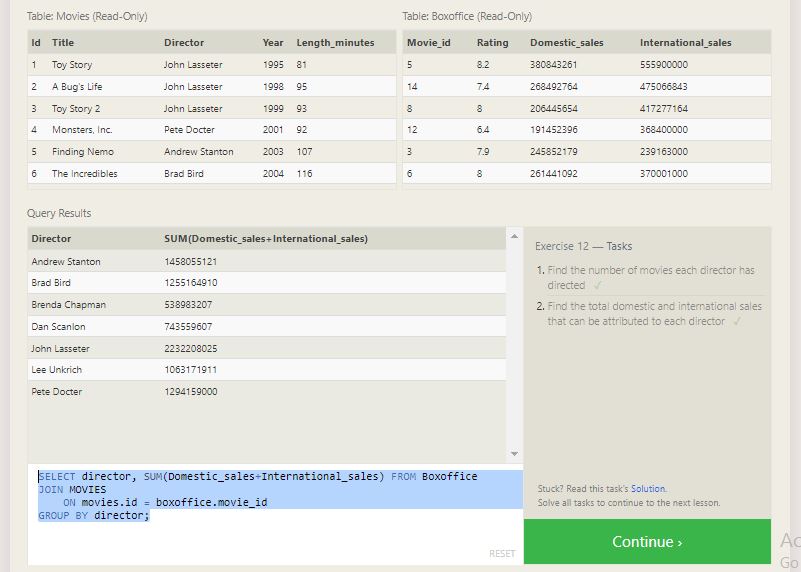 Table: Movies (Read-Only)
Table: Boxoffice (Read-Only)
Id Title Director Year Length_minutes
1 Toy Story John Lasseter 1995 81
2 A Bug's Life John Lasseter 1998 95
3 Toy Story 2 John Lasseter 1999 93
4 Monsters, Inc. Pete Docter 2001 92
5 Finding Nemo Andrew Stanton 2003 107
6 The Incredibles Brad Bird 2004 116
Movie_id Rating Domestic_sales International_sales
5 8.2 380843261 555900000
14 7.4 268492764 475066843
8 8 206445654 417277164
12 6.4 191452396 368400000
3 7.9 245852179 239163000
6 8 261441092 370001000
Query Results
Director SUM(Domestic_sales+International_sales)
Andrew Stanton 1458055121
Brad Bird 1255164910
Brenda Chapman 538983207
Dan Scanlon 743559607
John Lasseter 2232208025
Lee Unkrich 1063171911
Pete Docter 1294159000
Exercise 12 — Tasks
1. Find the number of movies each director has
directed ✓
2. Find the total domestic and international sales
that can be attributed to each director ✓
SELECT director, SUM(Domestic_sales+International_sales) FROM Boxoffice
JOIN MOVIES
ON movies.id = boxoffice.movie_id
GROUP BY director;
RESET
Stuck? Read this task's Solution.
Solve all tasks to continue to the next lesson.
Continue ›
Ac
Go